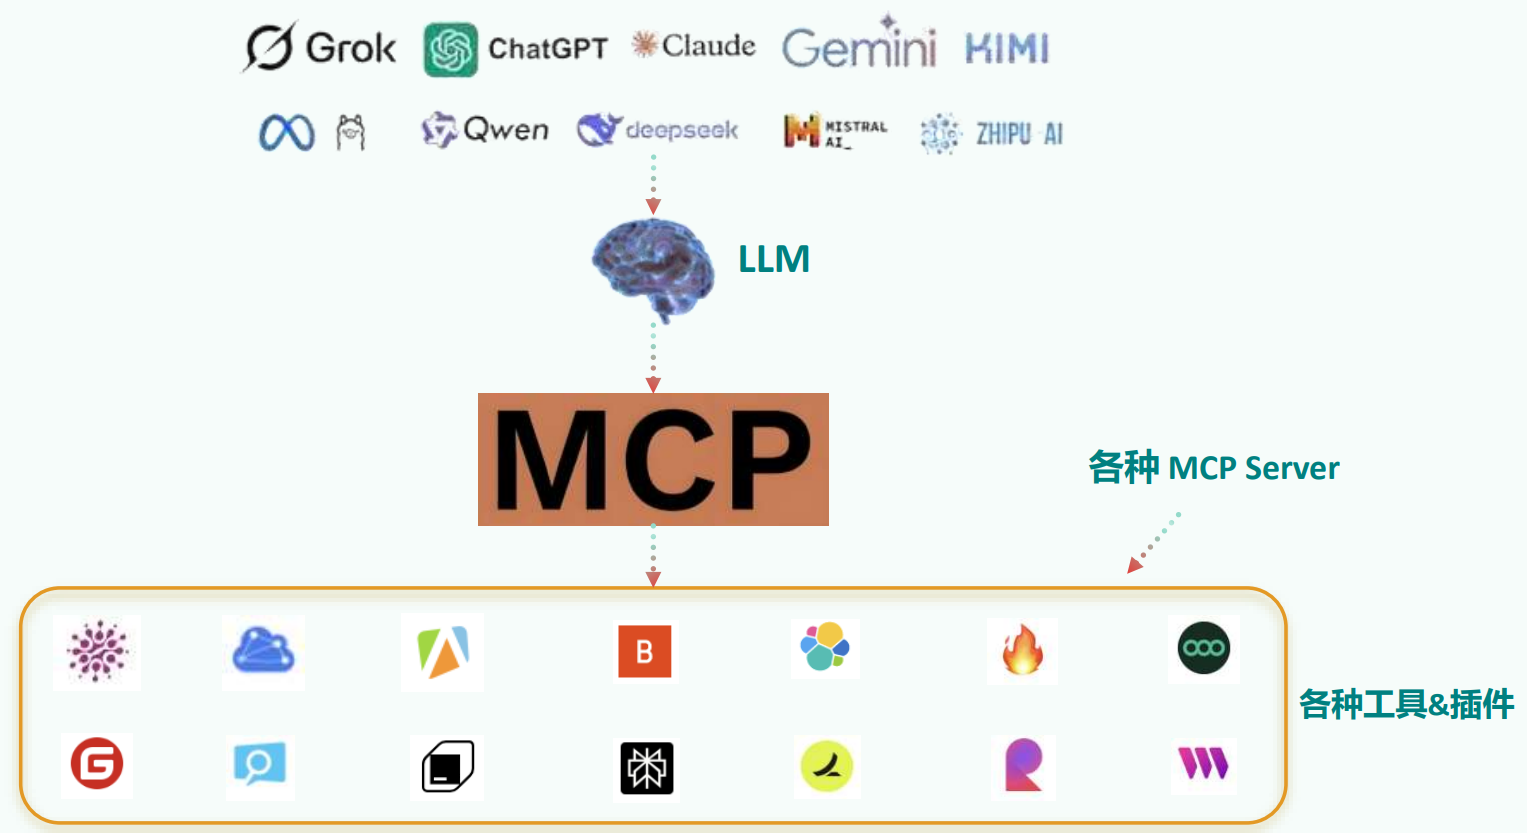 Grok ChatGPT Claude Gemini KIMI
Qwen deepseek MISTRAL AI_ ZHIPU AI
LLM
MCP
各种 MCP Server
B
各种工具&插件
G